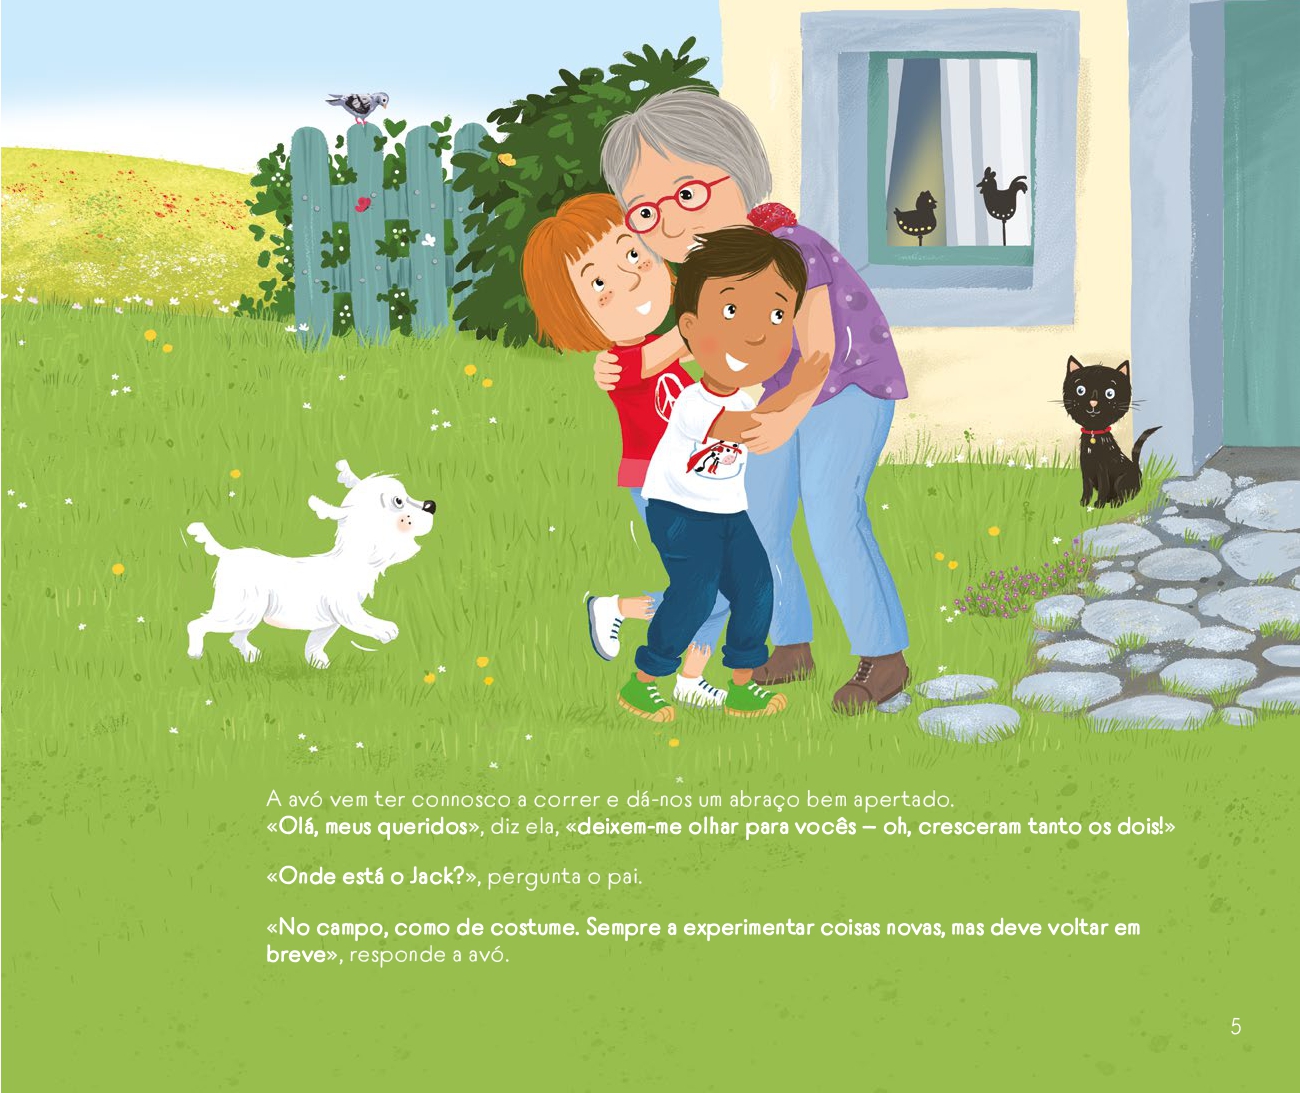 A avó vem ter connosco a correr e dá-nos um abraço bem apertado.
«Olá, meus queridos», diz ela, «deixem-me olhar para vocês – oh, cresceram tanto os dois!»
«Onde está o Jack?», pergunta o pai.
«No campo, como de costume. Sempre a experimentar coisas novas, mas deve voltar em
breve», responde a avó.
5